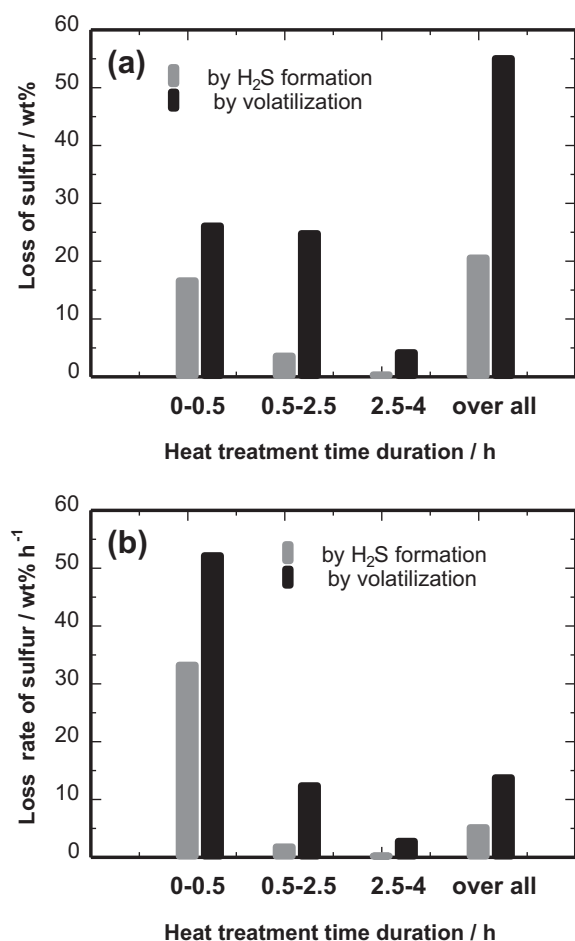 60
(a)
by H₂S formation
by volatilization
50
40
30
20
10
0
Loss of sulfur / wt%
0-0.5 0.5-2.5 2.5-4 over all
Heat treatment time duration / h
60
(b)
by H₂S formation
by volatilization
50
40
30
20
10
0
Loss rate of sulfur / wt% h⁻¹
0-0.5 0.5-2.5 2.5-4 over all
Heat treatment time duration / h